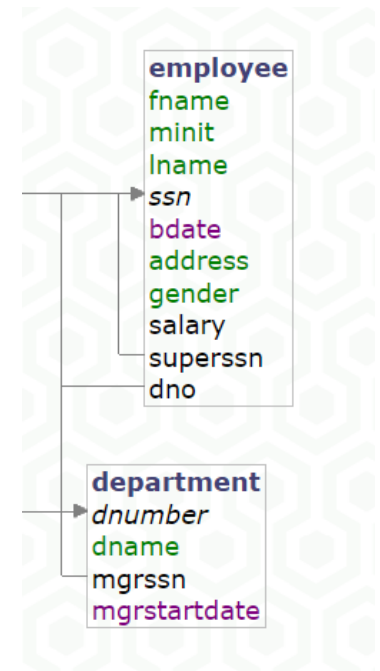 employee
fname
minit
lname
ssn
bdate
address
gender
salary
superssn
dno
department
dnumber
dname
mgrssn
mgrstartdate